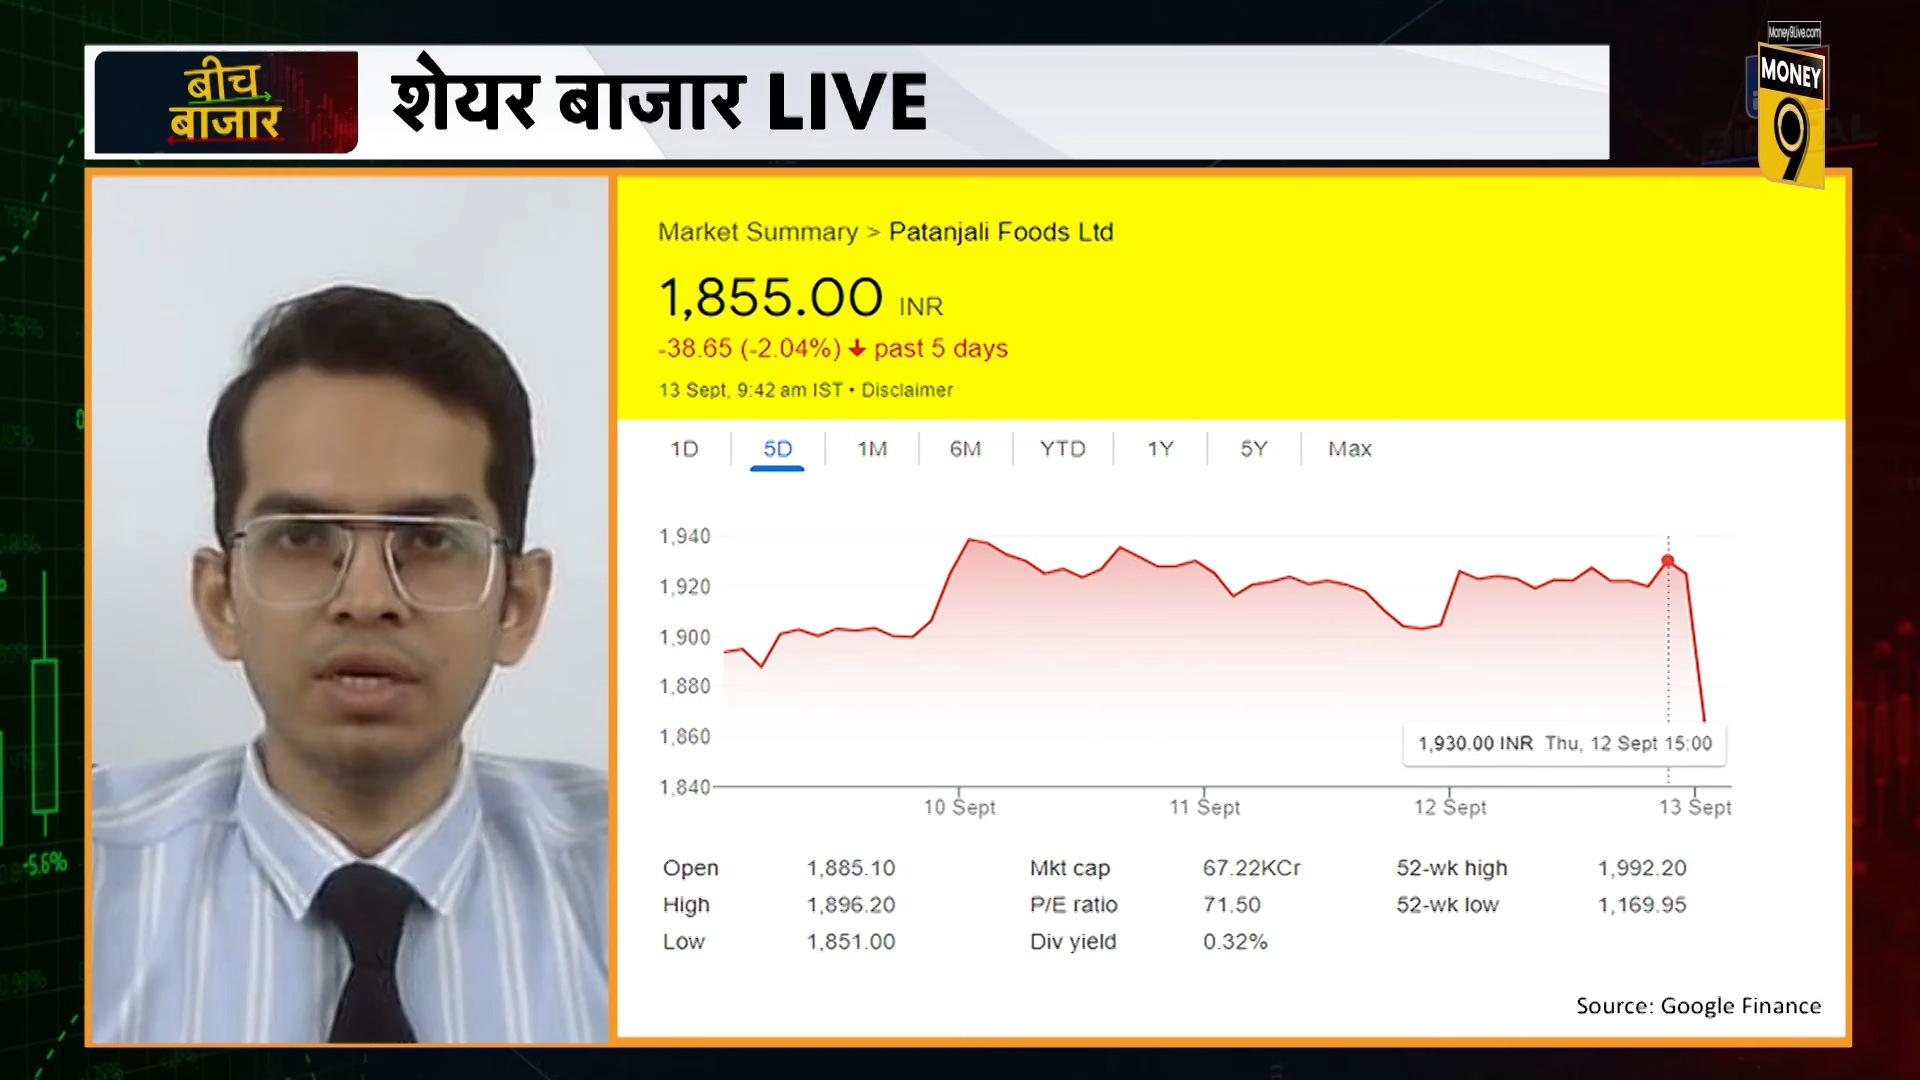 बीच
बाजार
शेयर बाजार LIVE
Money9Live.com
MONEY
9
Market Summary > Patanjali Foods Ltd
1,855.00 INR
-38.65 (-2.04%) ↓ past 5 days
13 Sept, 9:42 am IST • Disclaimer
1D 5D 1M 6M YTD 1Y 5Y Max
1,940
1,920
1,900
1,880
1,860
1,840
1,930.00 INR Thu, 12 Sept 15:00
10 Sept 11 Sept 12 Sept 13 Sept
Open 1,885.10 Mkt cap 67.22KCr 52-wk high 1,992.20
High 1,896.20 P/E ratio 71.50 52-wk low 1,169.95
Low 1,851.00 Div yield 0.32%
Source: Google Finance
-5.6%